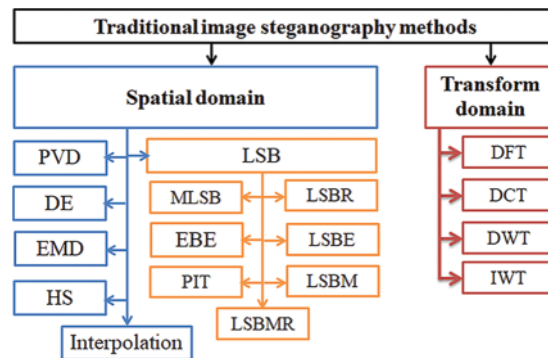 Traditional image steganography methods
Spatial domain
Transform
domain
PVD
DE
EMD
HS
Interpolation
LSB
MLSB
LSBR
EBE
LSBE
PIT
LSBM
LSBMR
DFT
DCT
DWT
IWT